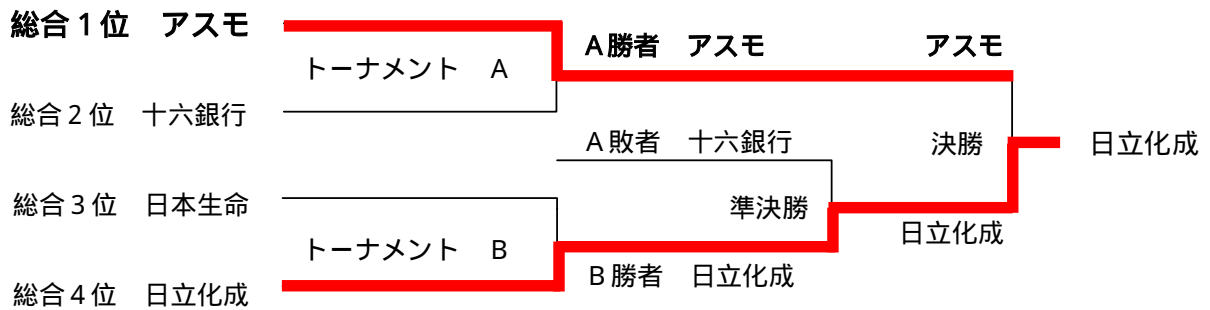 総合1位 アスモ
A勝者 アスモ
アスモ
トーナメント A
総合2位 十六銀行
A敗者 十六銀行
決勝
日立化成
総合3位 日本生命
準決勝
日立化成
トーナメント B
B勝者 日立化成
総合4位 日立化成